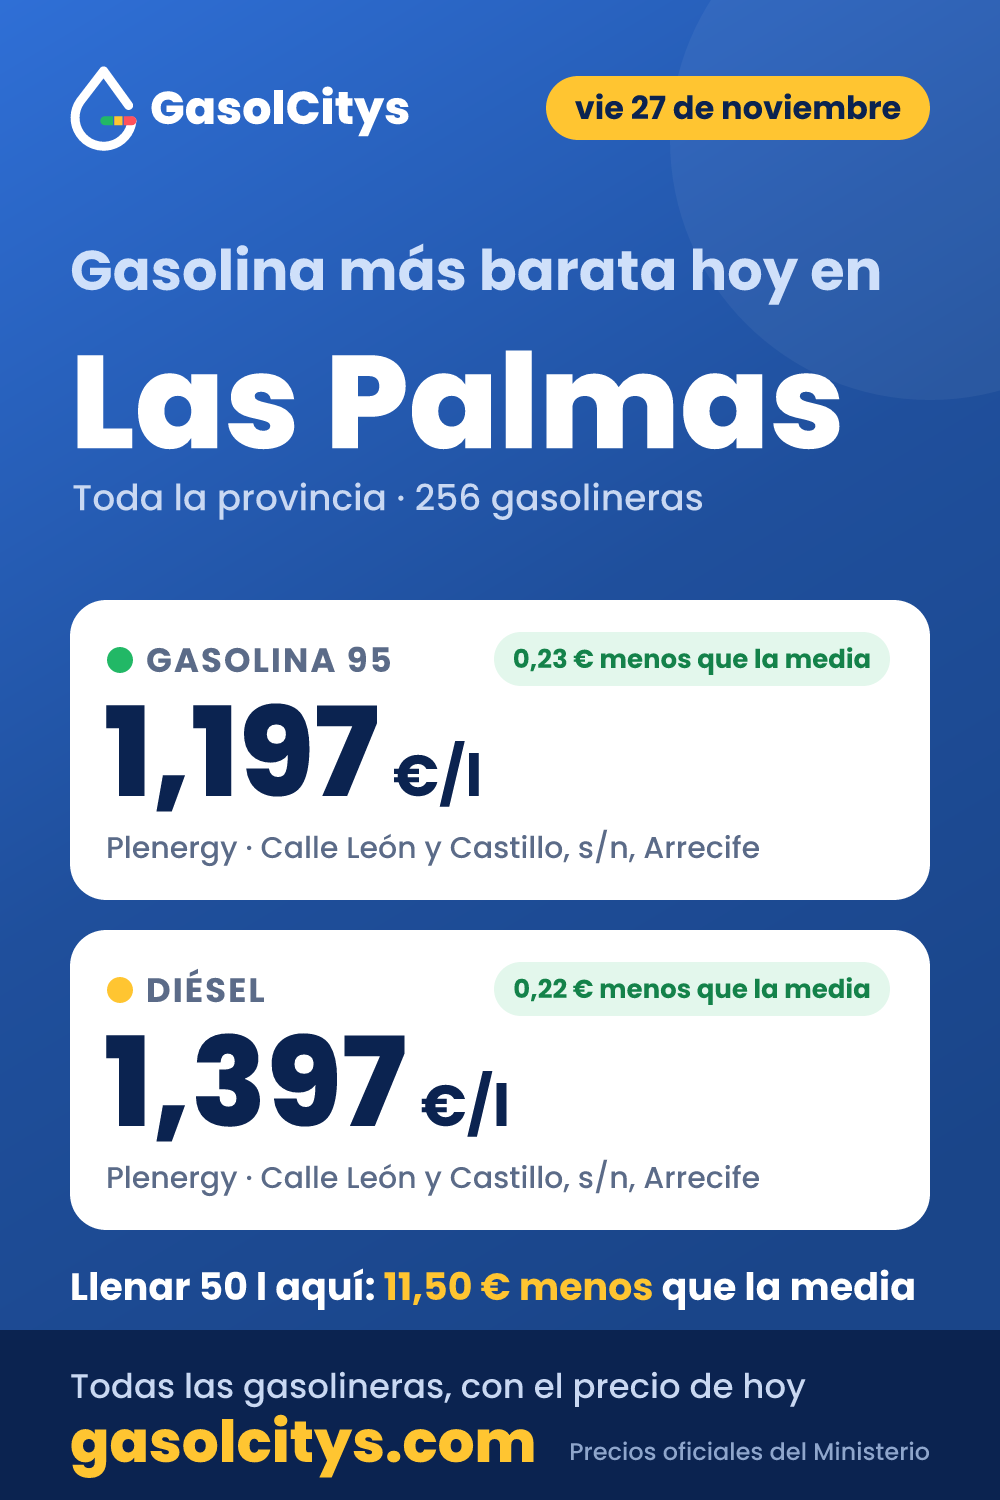 GasolCitys
vie 27 de noviembre
Gasolina más barata hoy en
Las Palmas
Toda la provincia · 256 gasolineras
GASOLINA 95
0,23 € menos que la media
1,197 €/l
Plenergy · Calle León y Castillo, s/n, Arrecife
DIÉSEL
0,22 € menos que la media
1,397 €/l
Plenergy · Calle León y Castillo, s/n, Arrecife
Llenar 50 l aquí: 11,50 € menos que la media
Todas las gasolineras, con el precio de hoy
gasolcitys.com
Precios oficiales del Ministerio